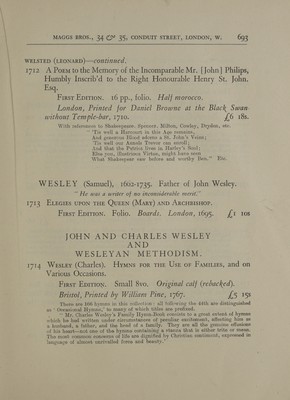 MAGGS BROS., 34 & 35, CONDUIT STREET, LONDON, W. 693
WELSTED (LEONARD)—continued.
1712 A POEM to the Memory of the Incomparable Mr. [John] Philips,
Humbly Inscrib'd to the Right Honourable Henry St. John.
Esq.
FIRST EDITION. 16 pp., folio. Half morocco.
London, Printed for Daniel Browne at the Black Swan
without Temple-bar, 1710. £6 18s.
With references to Shakespeare, Spencer, Milton, Cowley, Dryden, etc.
'Tis well a Harcourt in this Age remains,
And generous Blood adorns a St. John's Veins;
'Tis well our Annals Trevor can enroll;
And that the Patriot lives in Harley's Soul;
Else you, illustrious Virtue, might have seen
What Shakespear was before and worthy Ben." Etc.
WESLEY (Samuel), 1662-1735. Father of John Wesley.
"He was a writer of no inconsiderable merit."
1713 ELEGIES UPON THE QUEEN (MARY) AND ARCHBISHOP.
FIRST EDITION. Folio. Boards. London, 1695. £1 10s
JOHN AND CHARLES WESLEY
AND
WESLEYAN METHODISM.
1714 WESLEY (Charles). HYMNS FOR THE USE OF FAMILIES, and on
Various Occasions.
FIRST EDITION. Small 8vo. Original calf (rebacked).
Bristol, Printed by William Pine, 1767. £5 15s
There are 166 hymns in this collection: all following the 44th are distinguished
as "Occasional Hymns," to many of which titles are prefixed.
"Mr. Charles Wesley's Family Hymn-Book consists to a great extent of hymns
which he had written under circumstances of peculiar excitement, affecting him as
a husband, a father, and the head of a family. They are all the genuine effusions
of his heart—not one of the hymns containing a stanza that is either trite or mean.
The most common concerns of life are dignified by Christian sentiment, expressed in
language of almost unrivalled force and beauty."